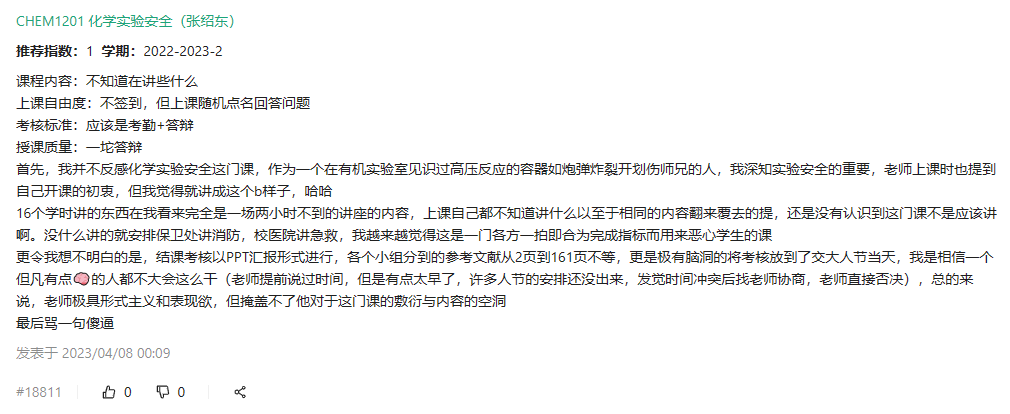 CHEM1201 化学实验安全（张绍东）
推荐指数：1 学期：2022-2023-2
课程内容：不知道在讲些什么
上课自由度：不签到，但上课随机点名回答问题
考核标准：应该是考勤+答辩
授课质量：一坨答辩
首先，我并不反感化学实验安全这门课，作为一个在有机实验室见识过高压反应的容器如炮弹炸裂开划伤师兄的人，我深知实验安全的重要，老师上课时也提到
自己开课的初衷，但我觉得就讲成这个b样子，哈哈
16个学时讲的东西在我看来完全是一场两小时不到的讲座的内容，上课自己都不知道讲什么以至于相同的内容翻来覆去的提，还是没有认识到这门课不是应该讲
啊。没什么讲的就安排保卫处讲消防，校医院讲急救，我越来越觉得这是一门各方一拍即合为完成指标而用来恶心学生的课
更令我想不明白的是，结课考核以PPT汇报形式进行，各个小组分到的参考文献从2页到161页不等，更是极有脑洞的将考核放到了交大人节当天，我是相信一个
但凡有点🧠的人都不大会这么干（老师提前说过时间，但是有点太早了，许多人节的安排还没出来，发觉时间冲突后找老师协商，老师直接否决），总的来
说，老师极具形式主义和表现欲，但掩盖不了他对于这门课的敷衍与内容的空洞
最后骂一句傻逼
发表于 2023/04/08 00:09
#18811 0 0